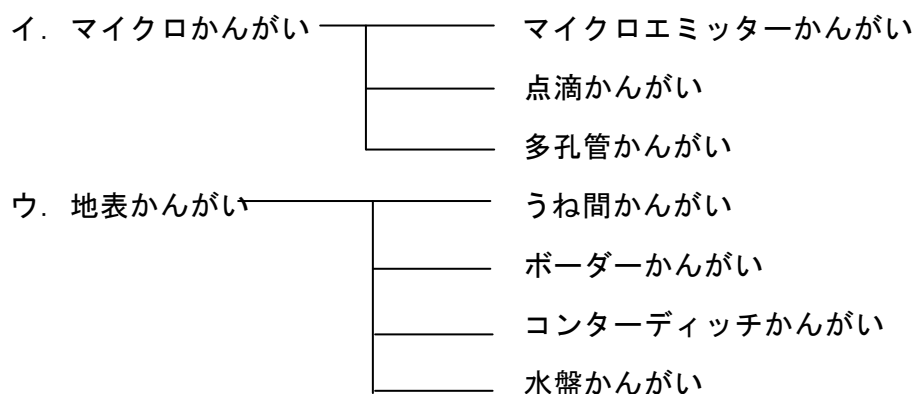 イ．マイクロかんがい　マイクロエミッターかんがい
点滴かんがい
多孔管かんがい
ウ．地表かんがい　うね間かんがい
ボーダーかんがい
コンターディッチかんがい
水盤かんがい